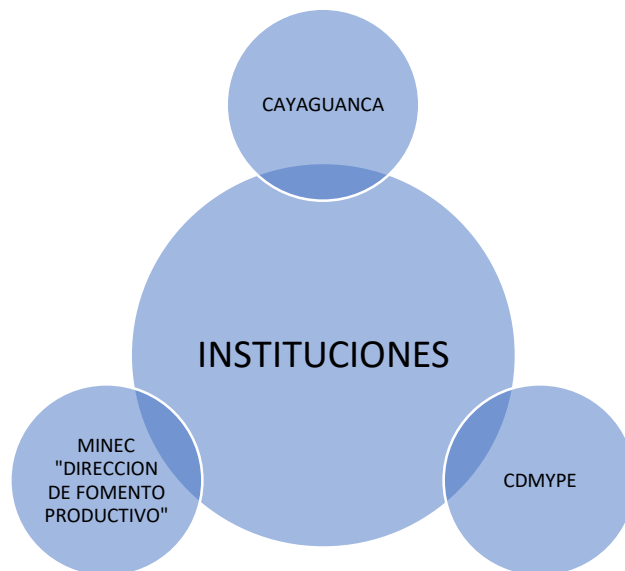 CAYAGUANCA
INSTITUCIONES
MINEC
"DIRECCION
DE FOMENTO
PRODUCTIVO"
CDMYPE